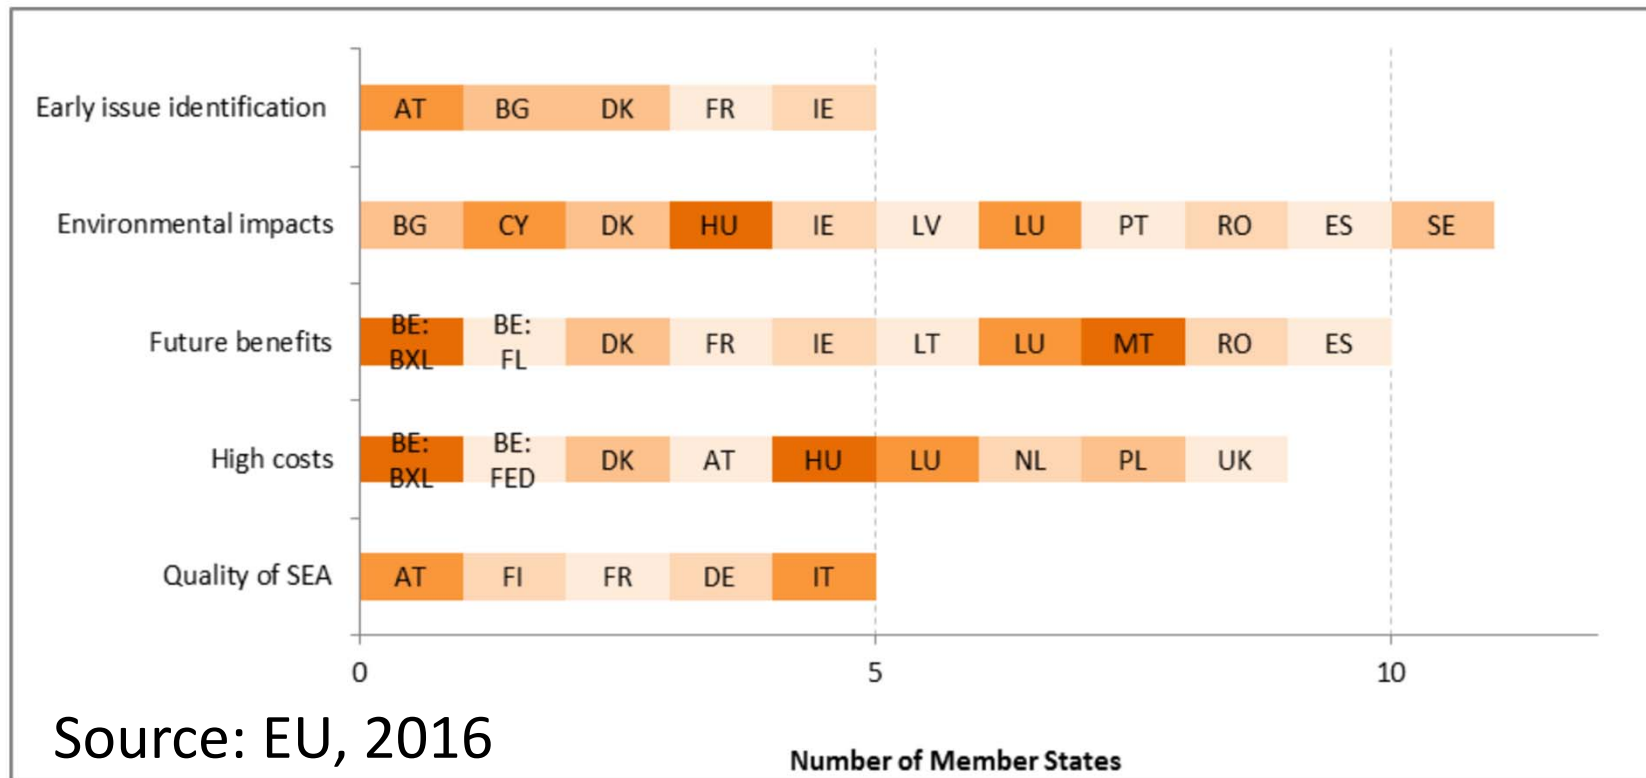 Early issue identification AT BG DK FR IE
Environmental impacts BG CY DK HU IE LV LU PT RO ES SE
Future benefits BE: BXL BE: FL DK FR IE LT LU MT RO ES
High costs BE: BXL BE: FED DK AT HU LU NL PL UK
Quality of SEA AT FI FR DE IT
0 5 10
Number of Member States
Source: EU, 2016